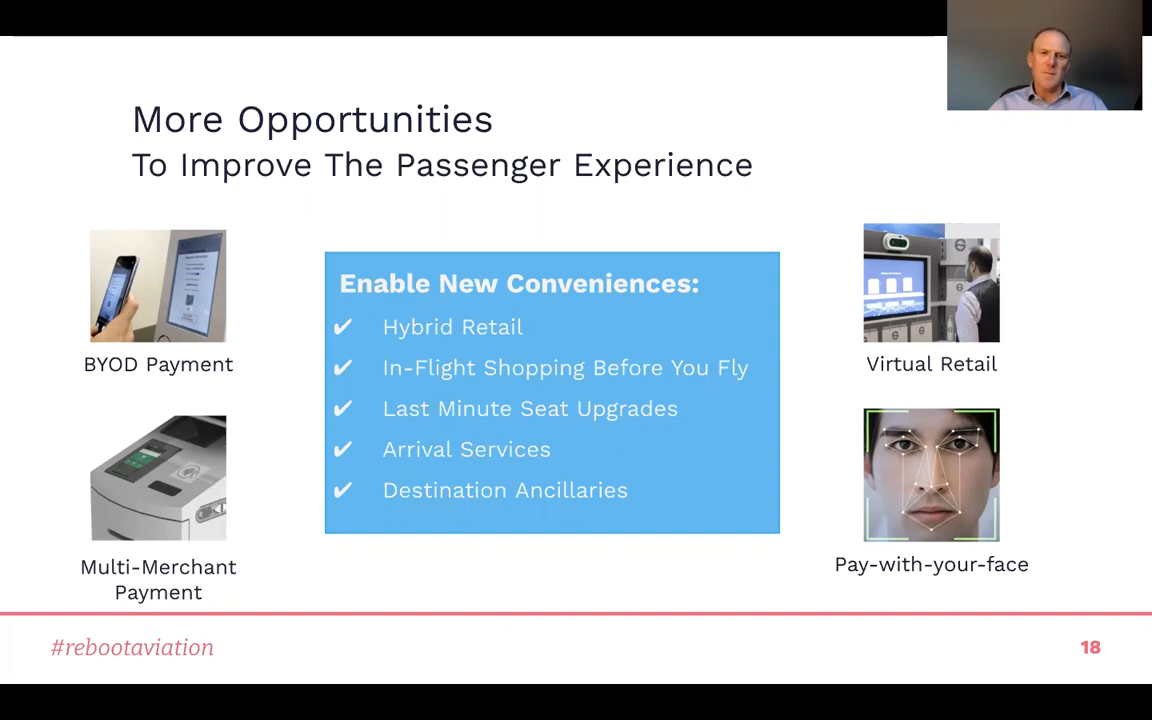 More Opportunities
To Improve The Passenger Experience
Enable New Conveniences:
✔ Hybrid Retail
✔ In-Flight Shopping Before You Fly
✔ Last Minute Seat Upgrades
✔ Arrival Services
✔ Destination Ancillaries
BYOD Payment
Multi-Merchant
Payment
Virtual Retail
Pay-with-your-face
#rebootaviation
18